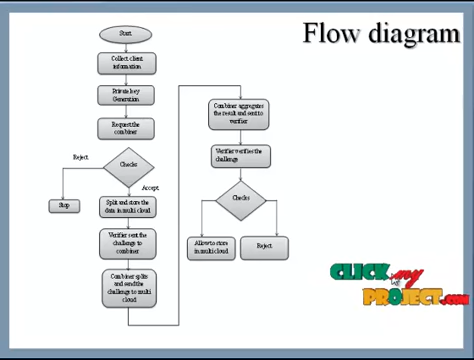 Flow diagram
Start
Collect client
information
Private key
Generation
Request the
combiner
Checks
Reject
Accept
Stop
Split and store the
data in multi cloud
Verifier sent the
challenge to
combiner
Combiner splits
and send the
challenge to multi
cloud
Combiner aggregates
the result and sent to
verifier
Verifier verifies the
challenge
Checks
Allow to store
in multi cloud
Reject
CLICK my
PROJECT.COM